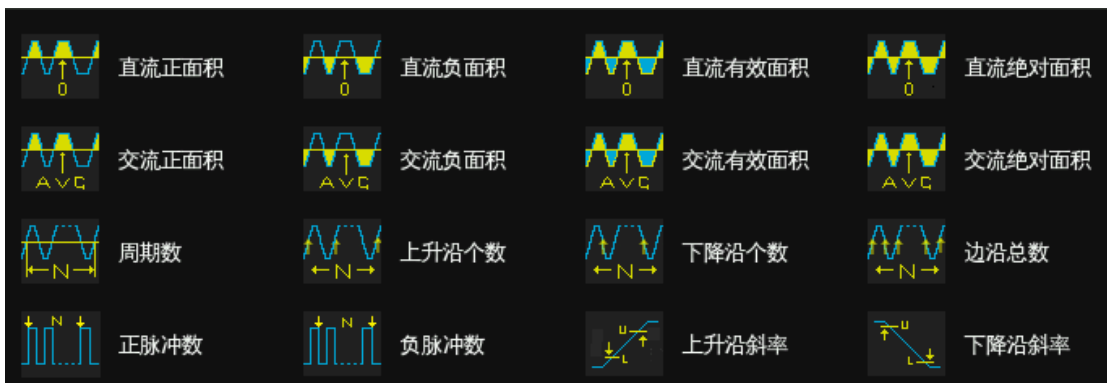 0 直流正面积 0 直流负面积 0 直流有效面积 0 直流绝对面积
AVG 交流正面积 AVG 交流负面积 AVG 交流有效面积 AVG 交流绝对面积
N 周期数 N 上升沿个数 N 下降沿个数 N 边沿总数
N 正脉冲数 N 负脉冲数 U L 上升沿斜率 U L 下降沿斜率